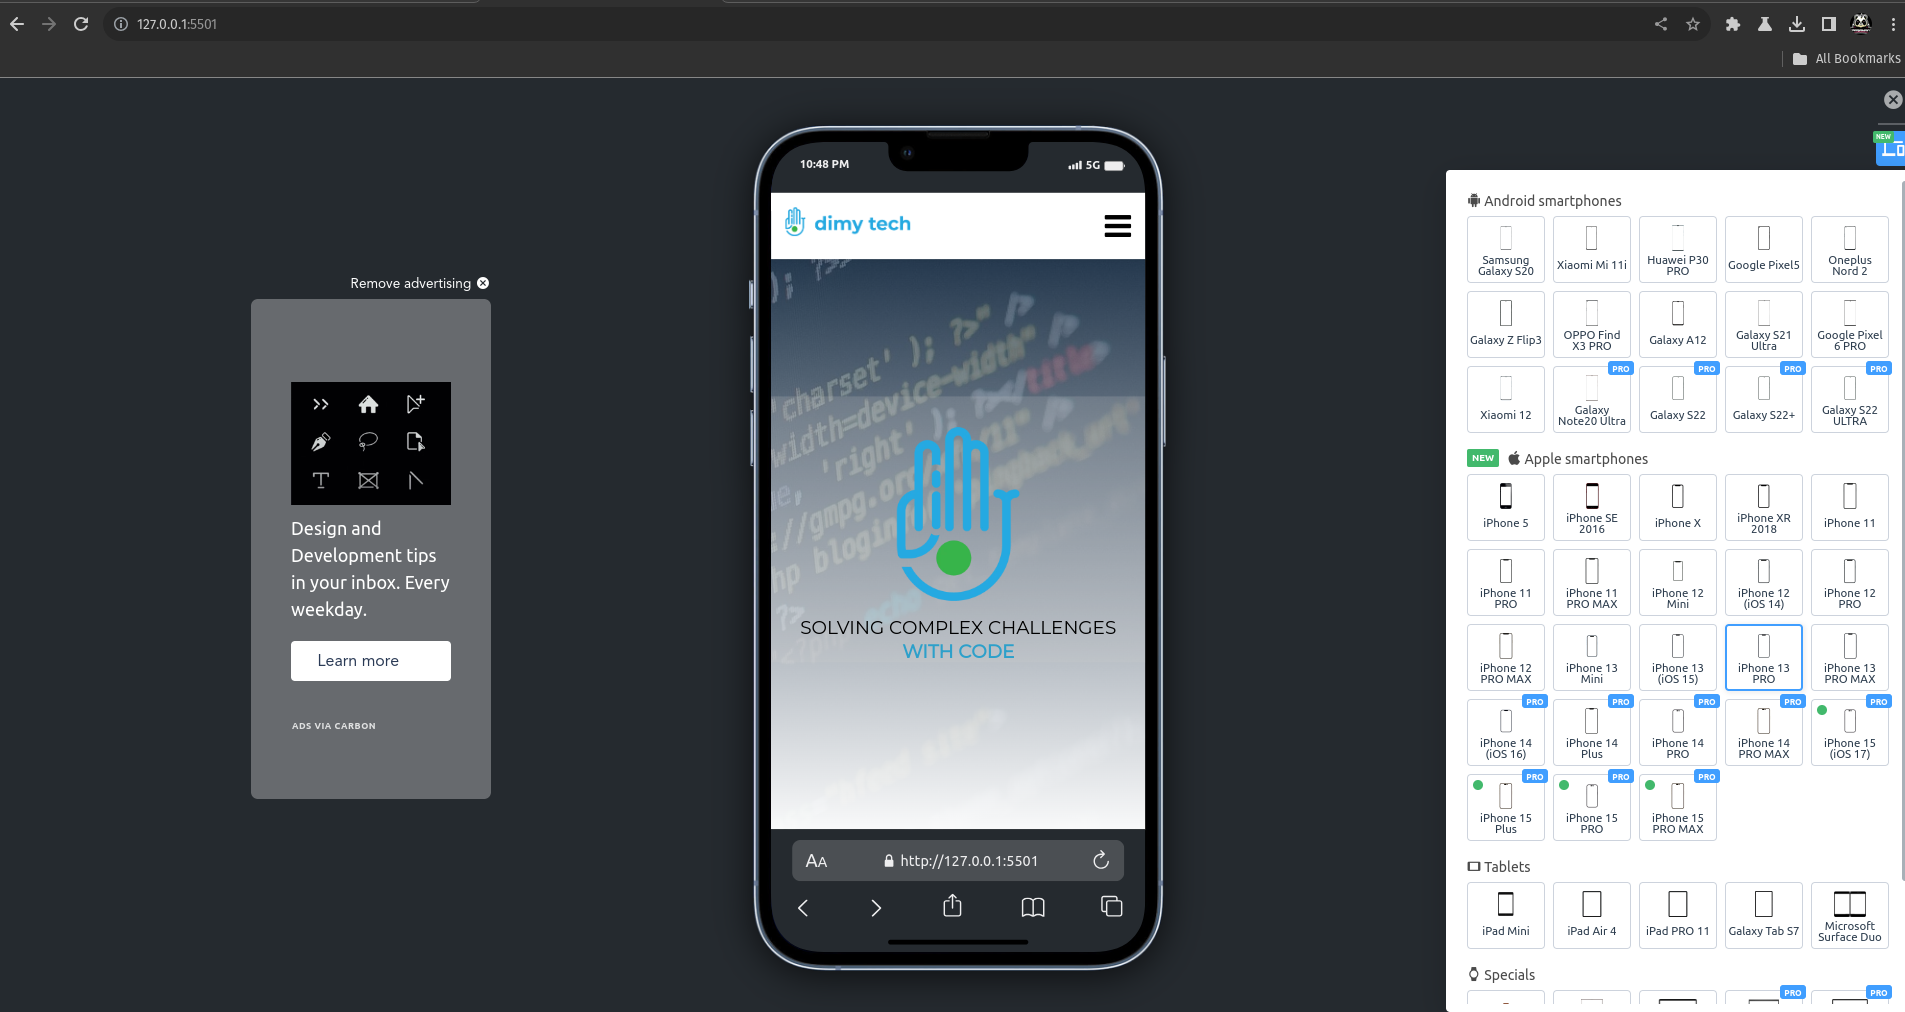 127.0.0.1:5501
All Bookmarks
NEW
Remove advertising
Design and
Development tips
in your inbox. Every
weekday.
Learn more
ADS VIA CARBON
10:48 PM
5G
dimy tech
); ?>" />
'charset' ); ?>" />
width=device-width"
'right' ); ?></title>
://gmpg.org/
SOLVING COMPLEX CHALLENGES
WITH CODE
AA
http://127.0.0.1:5501
Android smartphones
Samsung
Galaxy S20
Xiaomi Mi 11i
Huawei P30
PRO
Google Pixel5
Oneplus
Nord 2
Galaxy Z Flip3
OPPO Find
X3 PRO
Galaxy A12
Galaxy S21
Ultra
Google Pixel
6 PRO
Xiaomi 12
PRO
Galaxy
Note20 Ultra
PRO
Galaxy S22
PRO
Galaxy S22+
PRO
Galaxy S22
ULTRA
NEW
Apple smartphones
iPhone 5
iPhone SE
2016
iPhone X
iPhone XR
2018
iPhone 11
iPhone 11
PRO
iPhone 11
PRO MAX
iPhone 12
Mini
iPhone 12
(iOS 14)
iPhone 12
PRO
iPhone 12
PRO MAX
iPhone 13
Mini
iPhone 13
(iOS 15)
iPhone 13
PRO
iPhone 13
PRO MAX
PRO
iPhone 14
(iOS 16)
PRO
iPhone 14
Plus
PRO
iPhone 14
PRO
PRO
iPhone 14
PRO MAX
PRO
iPhone 15
(iOS 17)
PRO
iPhone 15
Plus
PRO
iPhone 15
PRO
PRO
iPhone 15
PRO MAX
Tablets
iPad Mini
iPad Air 4
iPad PRO 11
Galaxy Tab S7
Microsoft
Surface Duo
Specials
PRO
PRO